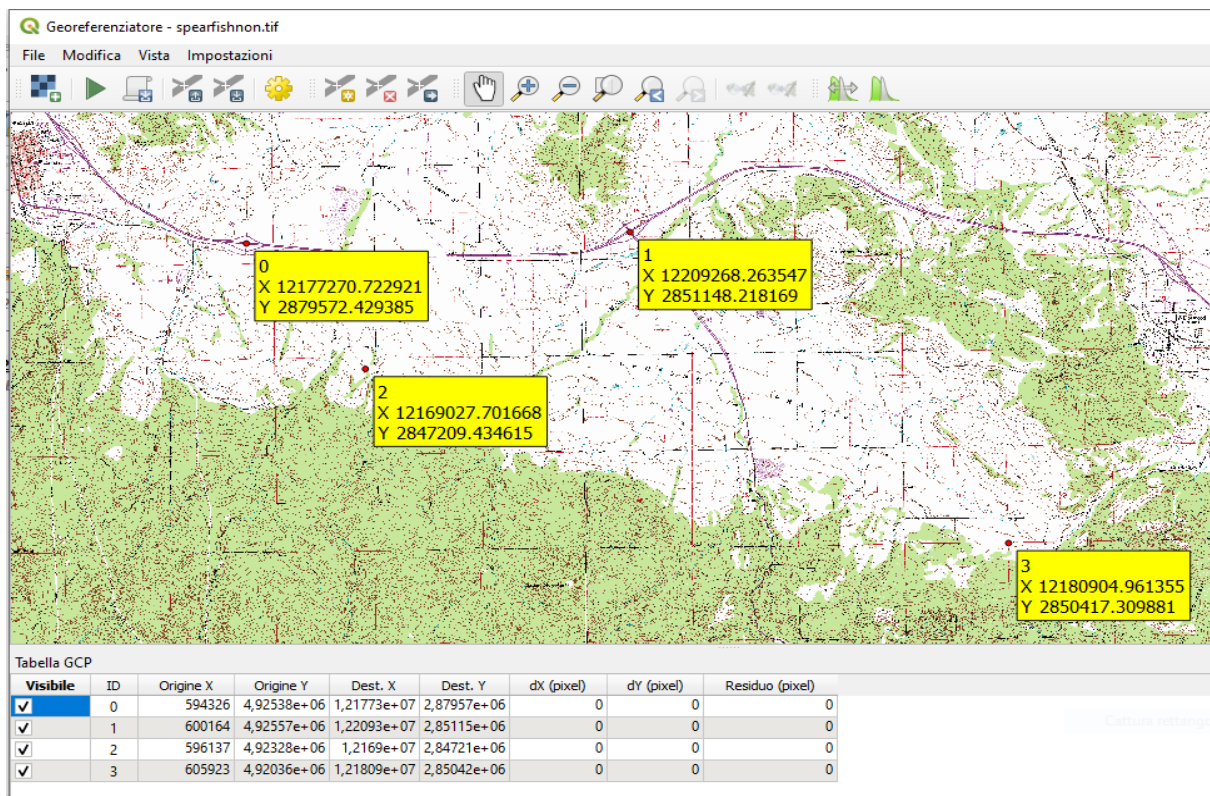 Georeferenziatore - spearfishnon.tif
File Modifica Vista Impostazioni
0
X 12177270.722921
Y 2879572.429385
1
X 12209268.263547
Y 2851148.218169
2
X 12169027.701668
Y 2847209.434615
3
X 12180904.961355
Y 2850417.309881
Tabella GCP
Visibile ID Origine X Origine Y Dest. X Dest. Y dX (pixel) dY (pixel) Residuo (pixel)
0 594326 4,92538e+06 1,21773e+07 2,87957e+06 0 0 0
1 600164 4,92557e+06 1,22093e+07 2,85115e+06 0 0 0
2 596137 4,92328e+06 1,2169e+07 2,84721e+06 0 0 0
3 605923 4,92036e+06 1,21809e+07 2,85042e+06 0 0 0
Cattura rettango